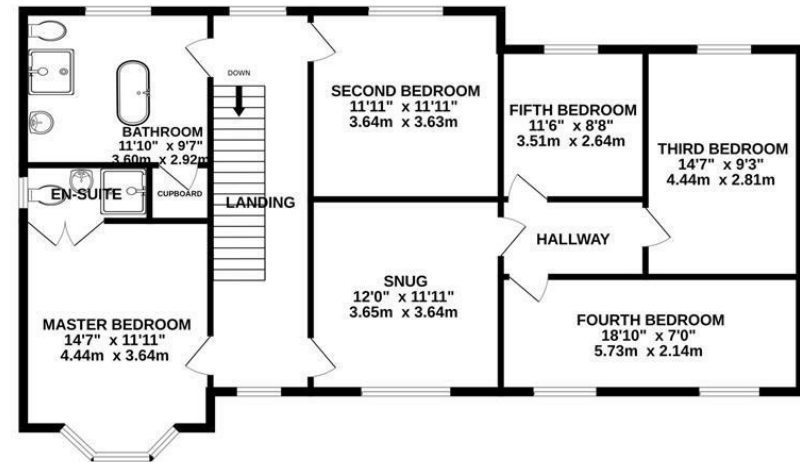 BATHROOM
11'10" x 9'7"
3.60m x 2.92m
DOWN
SECOND BEDROOM
11'11" x 11'11"
3.64m x 3.63m
FIFTH BEDROOM
11'6" x 8'8"
3.51m x 2.64m
THIRD BEDROOM
14'7" x 9'3"
4.44m x 2.81m
EN-SUITE
CUPBOARD
LANDING
HALLWAY
SNUG
12'0" x 11'11"
3.65m x 3.64m
MASTER BEDROOM
14'7" x 11'11"
4.44m x 3.64m
FOURTH BEDROOM
18'10" x 7'0"
5.73m x 2.14m